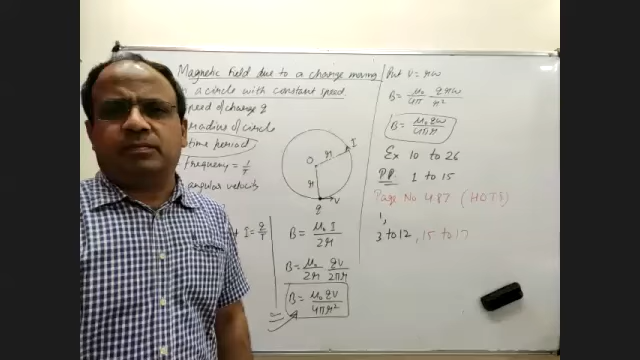 Magnetic Field due to a charge moving
in a circle with constant speed.
speed of charge q
radius of circle
time period
frequency = 1/T
angular velocity
+ I = q/T
O
r
I
r
q
v
B = μ₀ I / 2r
B = μ₀/2r qv/2πr
B = μ₀qv / 4πr²
Put v = rω
B = μ₀/4π qrω/r²
B = μ₀qω / 4πr
Ex 10 to 26
PP. 1 to 15
Page No 487 (HOTS)
1,
3 to 12, 15 to 17